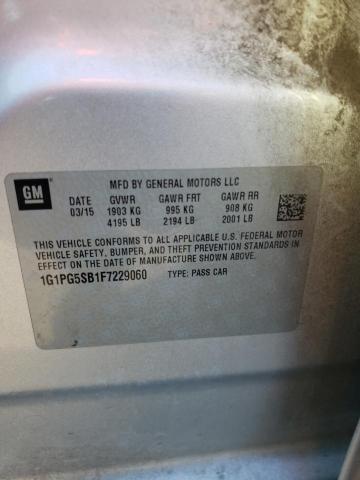 GM
MFD BY GENERAL MOTORS LLC
DATE GVWR GAWR FRT GAWR RR
03/15 1903 KG 995 KG 908 KG
4195 LB 2194 LB 2001 LB
THIS VEHICLE CONFORMS TO ALL APPLICABLE U.S. FEDERAL MOTOR
VEHICLE SAFETY, BUMPER, AND THEFT PREVENTION STANDARDS IN
EFFECT ON THE DATE OF MANUFACTURE SHOWN ABOVE.
1G1PG5SB1F7229060 TYPE: PASS CAR